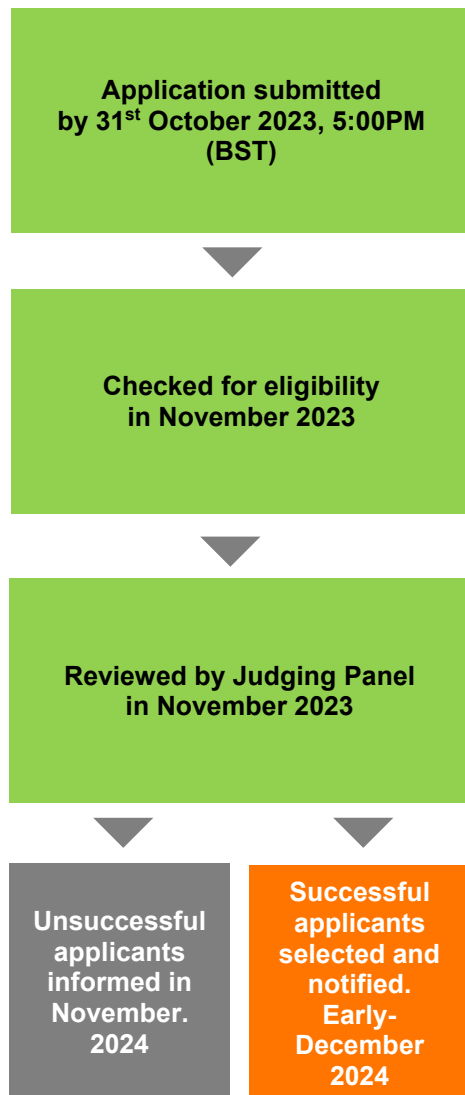 Application submitted
by 31st October 2023, 5:00PM
(BST)
Checked for eligibility
in November 2023
Reviewed by Judging Panel
in November 2023
Unsuccessful
applicants
informed in
November.
2024
Successful
applicants
selected and
notified.
Early-
December
2024